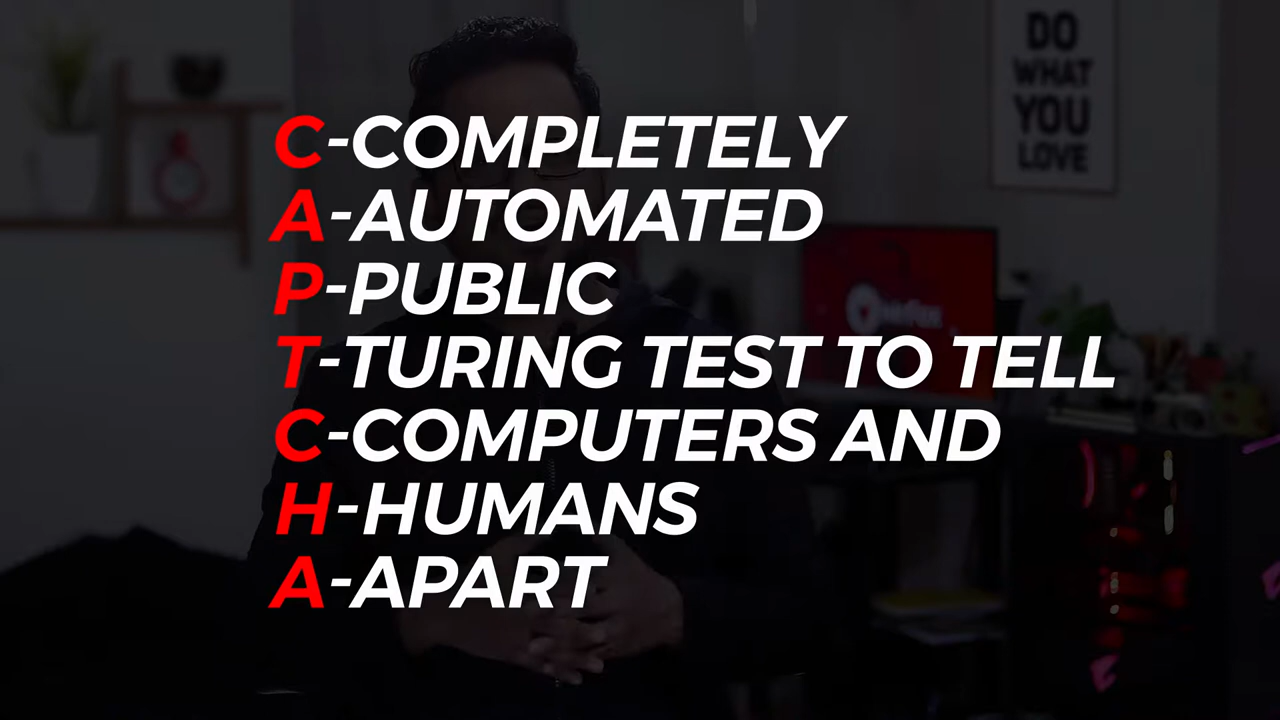 C-COMPLETELY
A-AUTOMATED
P-PUBLIC
T-TURING TEST TO TELL
C-COMPUTERS AND
H-HUMANS
A-APART
DO
WHAT
YOU
LOVE